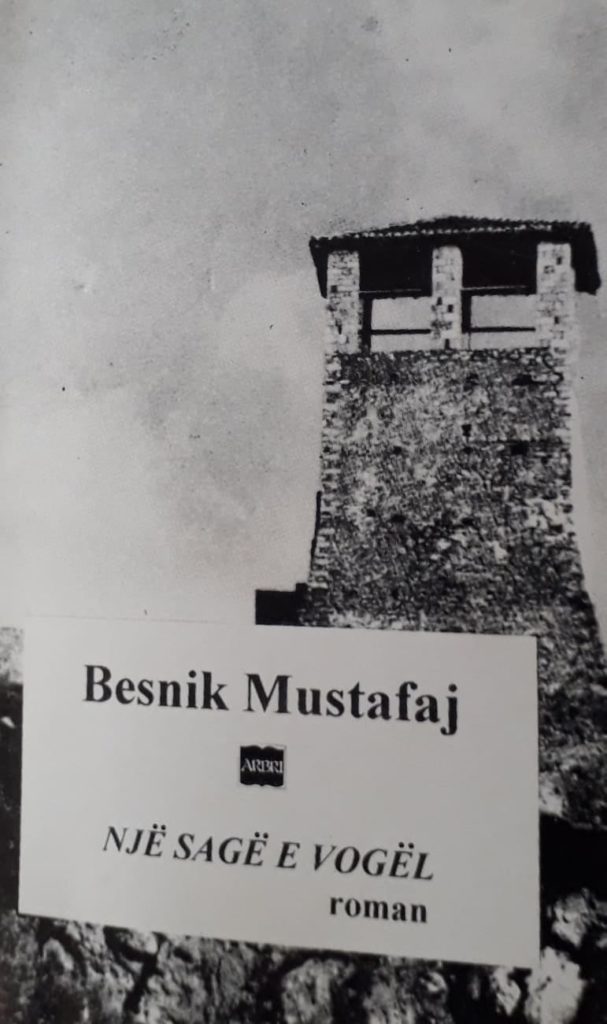 Besnik Mustafaj
ARBRI
NJË SAGË E VOGËL
roman